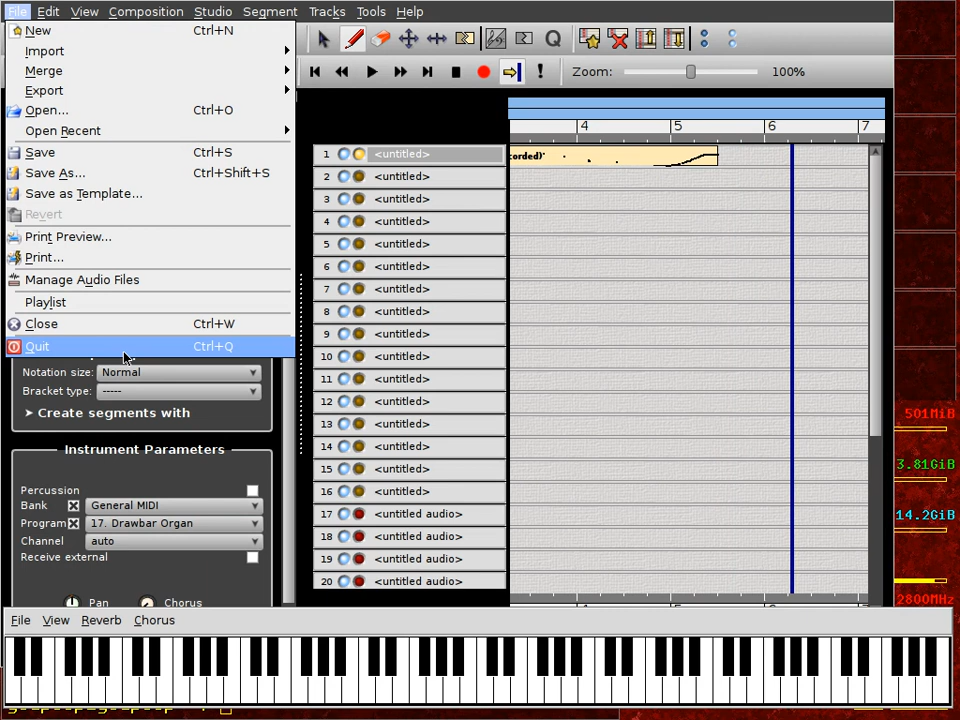 File Edit View Composition Studio Segment Tracks Tools Help
New Ctrl+N
Import
Merge
Export
Open... Ctrl+O
Open Recent
Save Ctrl+S
Save As... Ctrl+Shift+S
Save as Template...
Revert
Print Preview...
Print...
Manage Audio Files
Playlist
Close Ctrl+W
Quit Ctrl+Q
Zoom: 100%
4 5 6 7
1 <untitled> corded)'
2 <untitled>
3 <untitled>
4 <untitled>
5 <untitled>
6 <untitled>
7 <untitled>
8 <untitled>
9 <untitled>
10 <untitled>
11 <untitled>
12 <untitled>
13 <untitled>
14 <untitled>
15 <untitled>
16 <untitled>
17 <untitled audio>
18 <untitled audio>
19 <untitled audio>
20 <untitled audio>
Notation size: Normal
Bracket type: -----
Create segments with
Instrument Parameters
Percussion
Bank General MIDI
Program 17. Drawbar Organ
Channel auto
Receive external
Pan Chorus
501MiB
3.81GiB
14.2GiB
2800MHz
File View Reverb Chorus